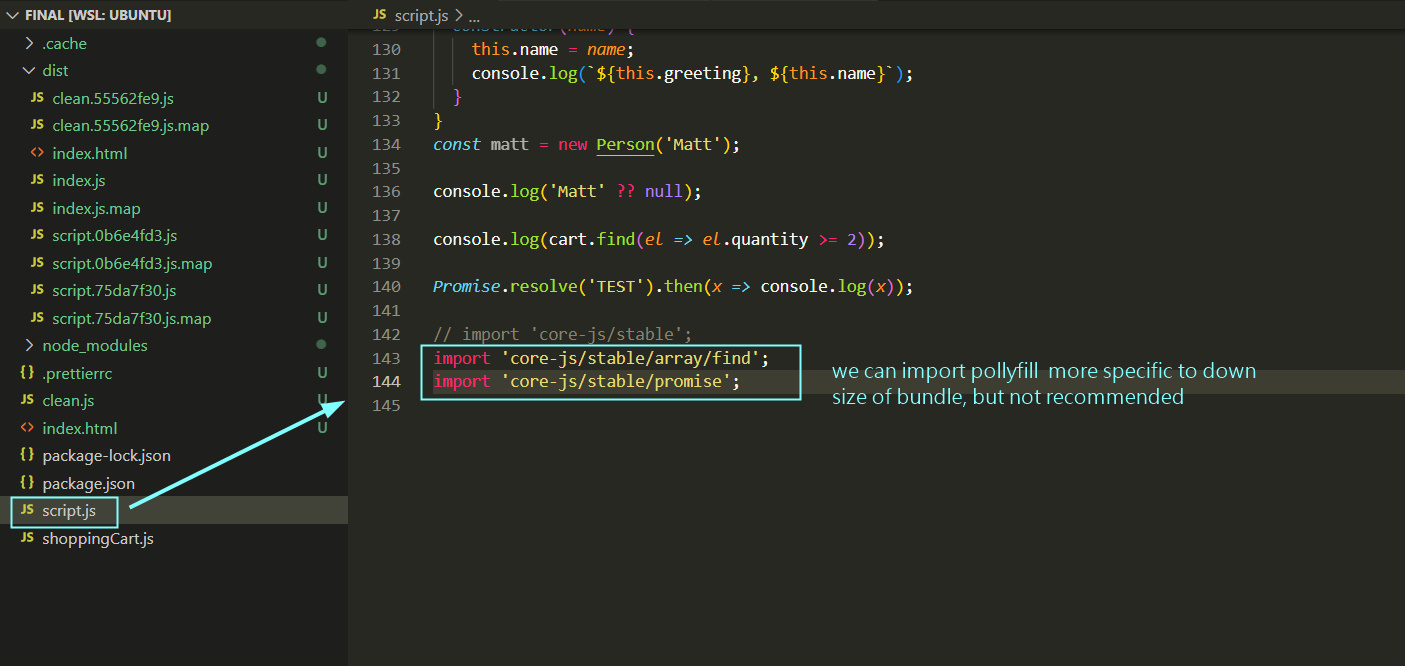 FINAL [WSL: UBUNTU]
.cache
dist
JS clean.55562fe9.js U
JS clean.55562fe9.js.map U
<> index.html U
JS index.js U
JS index.js.map U
JS script.0b6e4fd3.js U
JS script.0b6e4fd3.js.map U
JS script.75da7f30.js U
JS script.75da7f30.js.map U
node_modules
{} .prettierrc U
JS clean.js U
<> index.html U
{} package-lock.json
{} package.json
JS script.js
JS shoppingCart.js
JS script.js > ...
129 constructor(name) {
130 this.name = name;
131 console.log(`${this.greeting}, ${this.name}`);
132 }
133 }
134 const matt = new Person('Matt');
135
136 console.log('Matt' ?? null);
137
138 console.log(cart.find(el => el.quantity >= 2));
139
140 Promise.resolve('TEST').then(x => console.log(x));
141
142 // import 'core-js/stable';
143 import 'core-js/stable/array/find';
144 import 'core-js/stable/promise';
145
we can import pollyfill more specific to down
size of bundle, but not recommended